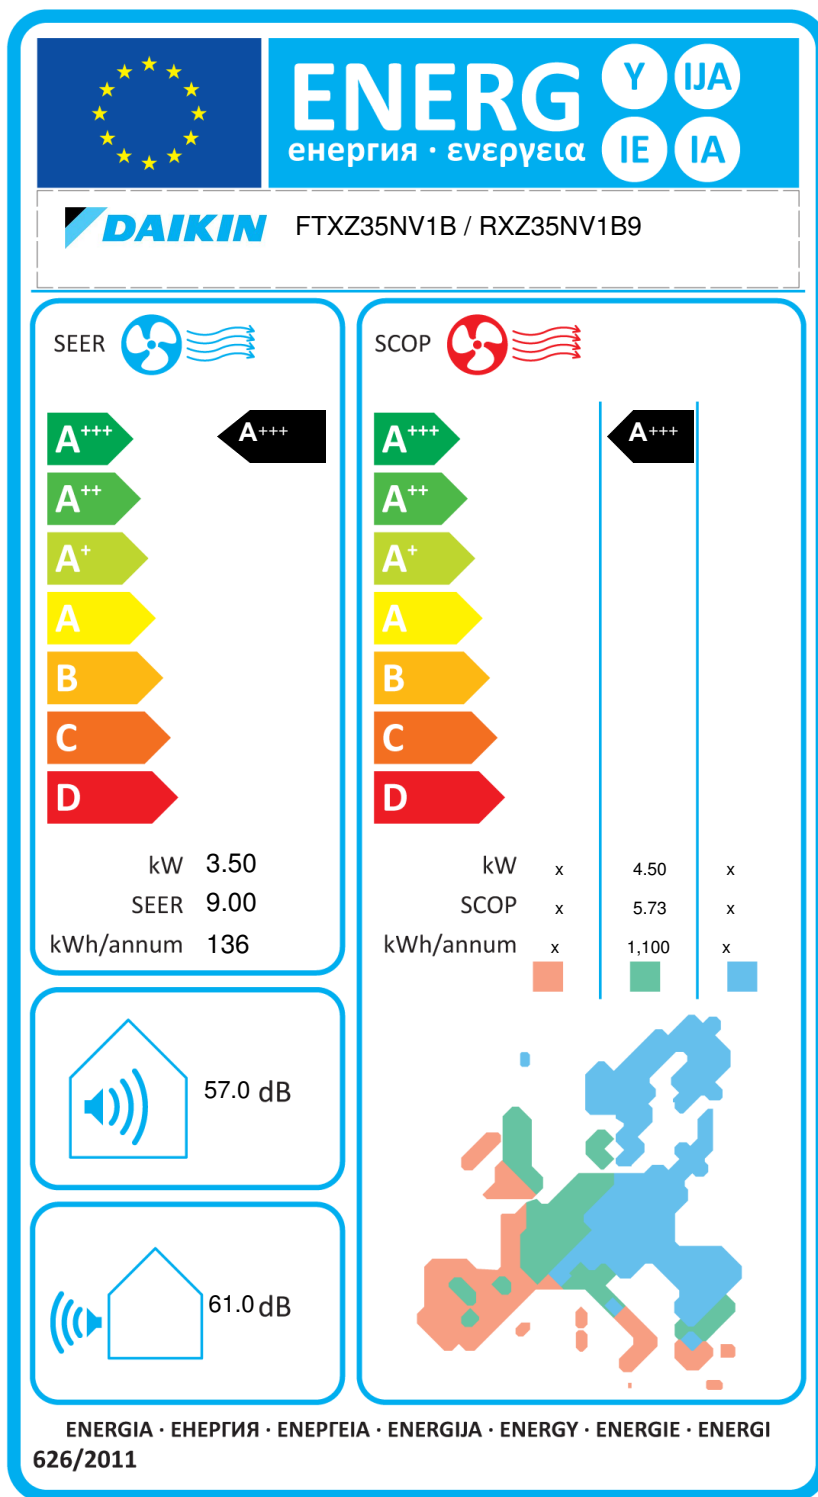 ENERG
енергия · ενεργεια
Y IJA
IE IA
DAIKIN FTXZ35NV1B / RXZ35NV1B9
SEER
A+++ A+++
A++
A+
A
B
C
D
kW 3.50
SEER 9.00
kWh/annum 136
SCOP
A+++ A+++
A++
A+
A
B
C
D
kW x 4.50 x
SCOP x 5.73 x
kWh/annum x 1,100 x
57.0 dB
61.0 dB
ENERGIA · ЕНЕРГИЯ · ΕΝΕΡΓΕΙΑ · ENERGIJA · ENERGY · ENERGIE · ENERGI
626/2011